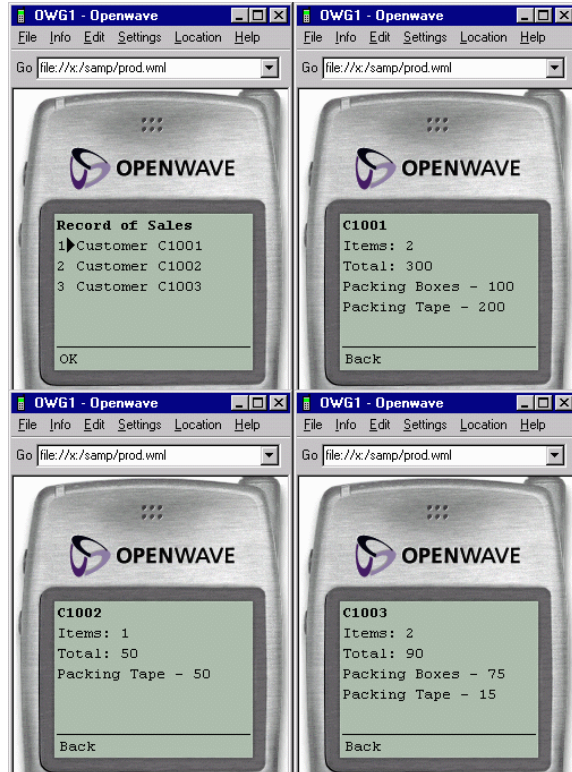 OWG1 - Openwave
File Info Edit Settings Location Help
Go file://x:/samp/prod.wml
OPENWAVE
Record of Sales
1 Customer C1001
2 Customer C1002
3 Customer C1003
OK
OWG1 - Openwave
File Info Edit Settings Location Help
Go file://x:/samp/prod.wml
OPENWAVE
C1001
Items: 2
Total: 300
Packing Boxes - 100
Packing Tape - 200
Back
OWG1 - Openwave
File Info Edit Settings Location Help
Go file://x:/samp/prod.wml
OPENWAVE
C1002
Items: 1
Total: 50
Packing Tape - 50
Back
OWG1 - Openwave
File Info Edit Settings Location Help
Go file://x:/samp/prod.wml
OPENWAVE
C1003
Items: 2
Total: 90
Packing Boxes - 75
Packing Tape - 15
Back